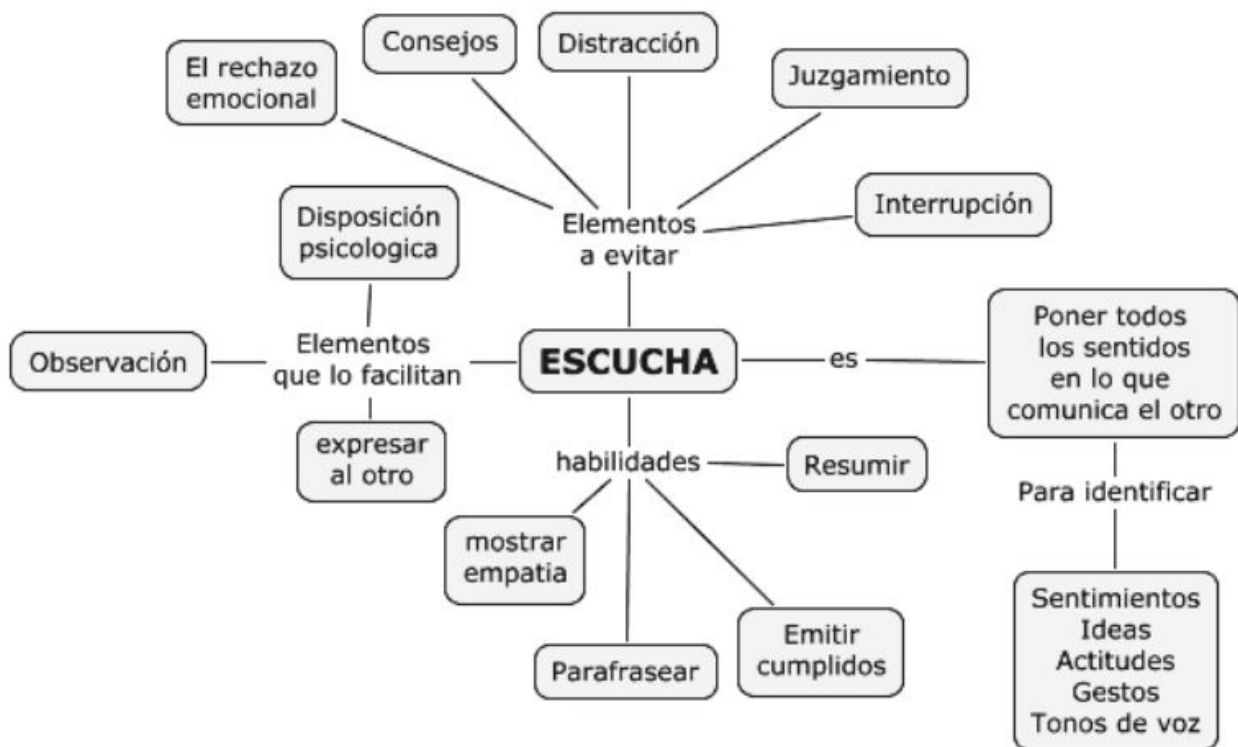 El rechazo
emocional
Consejos
Distracción
Juzgamiento
Interrupción
Elementos
a evitar
Disposición
psicologica
Observación
Elementos
que lo facilitan
expresar
al otro
ESCUCHA
es
Poner todos
los sentidos
en lo que
comunica el otro
Para identificar
Sentimientos
Ideas
Actitudes
Gestos
Tonos de voz
habilidades
Resumir
mostrar
empatia
Parafrasear
Emitir
cumplidos